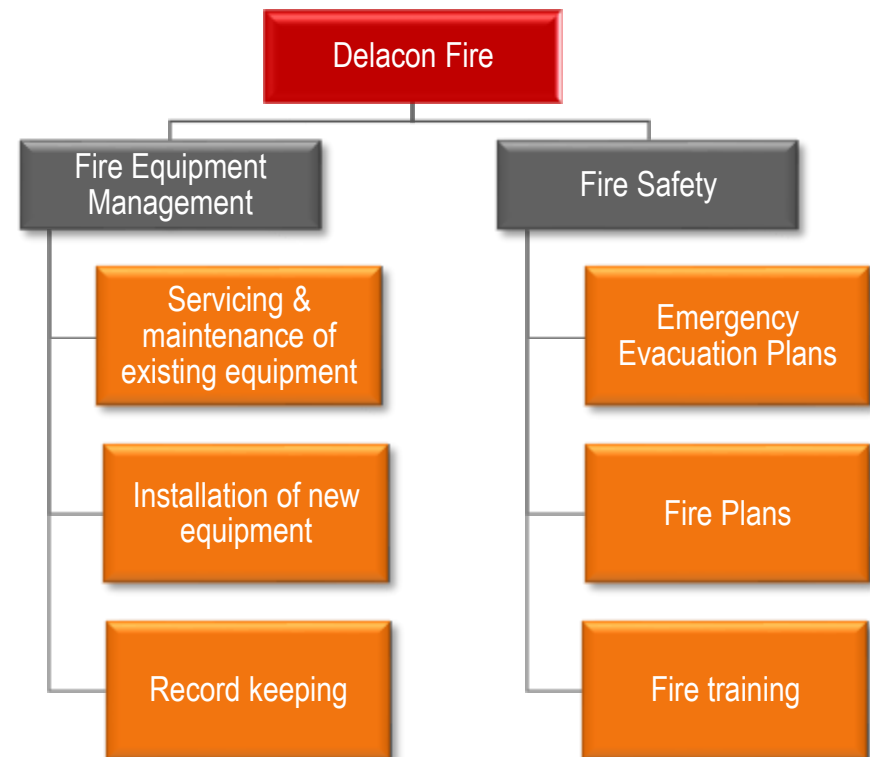 Delacon Fire
Fire Equipment
Management
Fire Safety
Servicing &
maintenance of
existing equipment
Emergency
Evacuation Plans
Installation of new
equipment
Fire Plans
Record keeping
Fire training